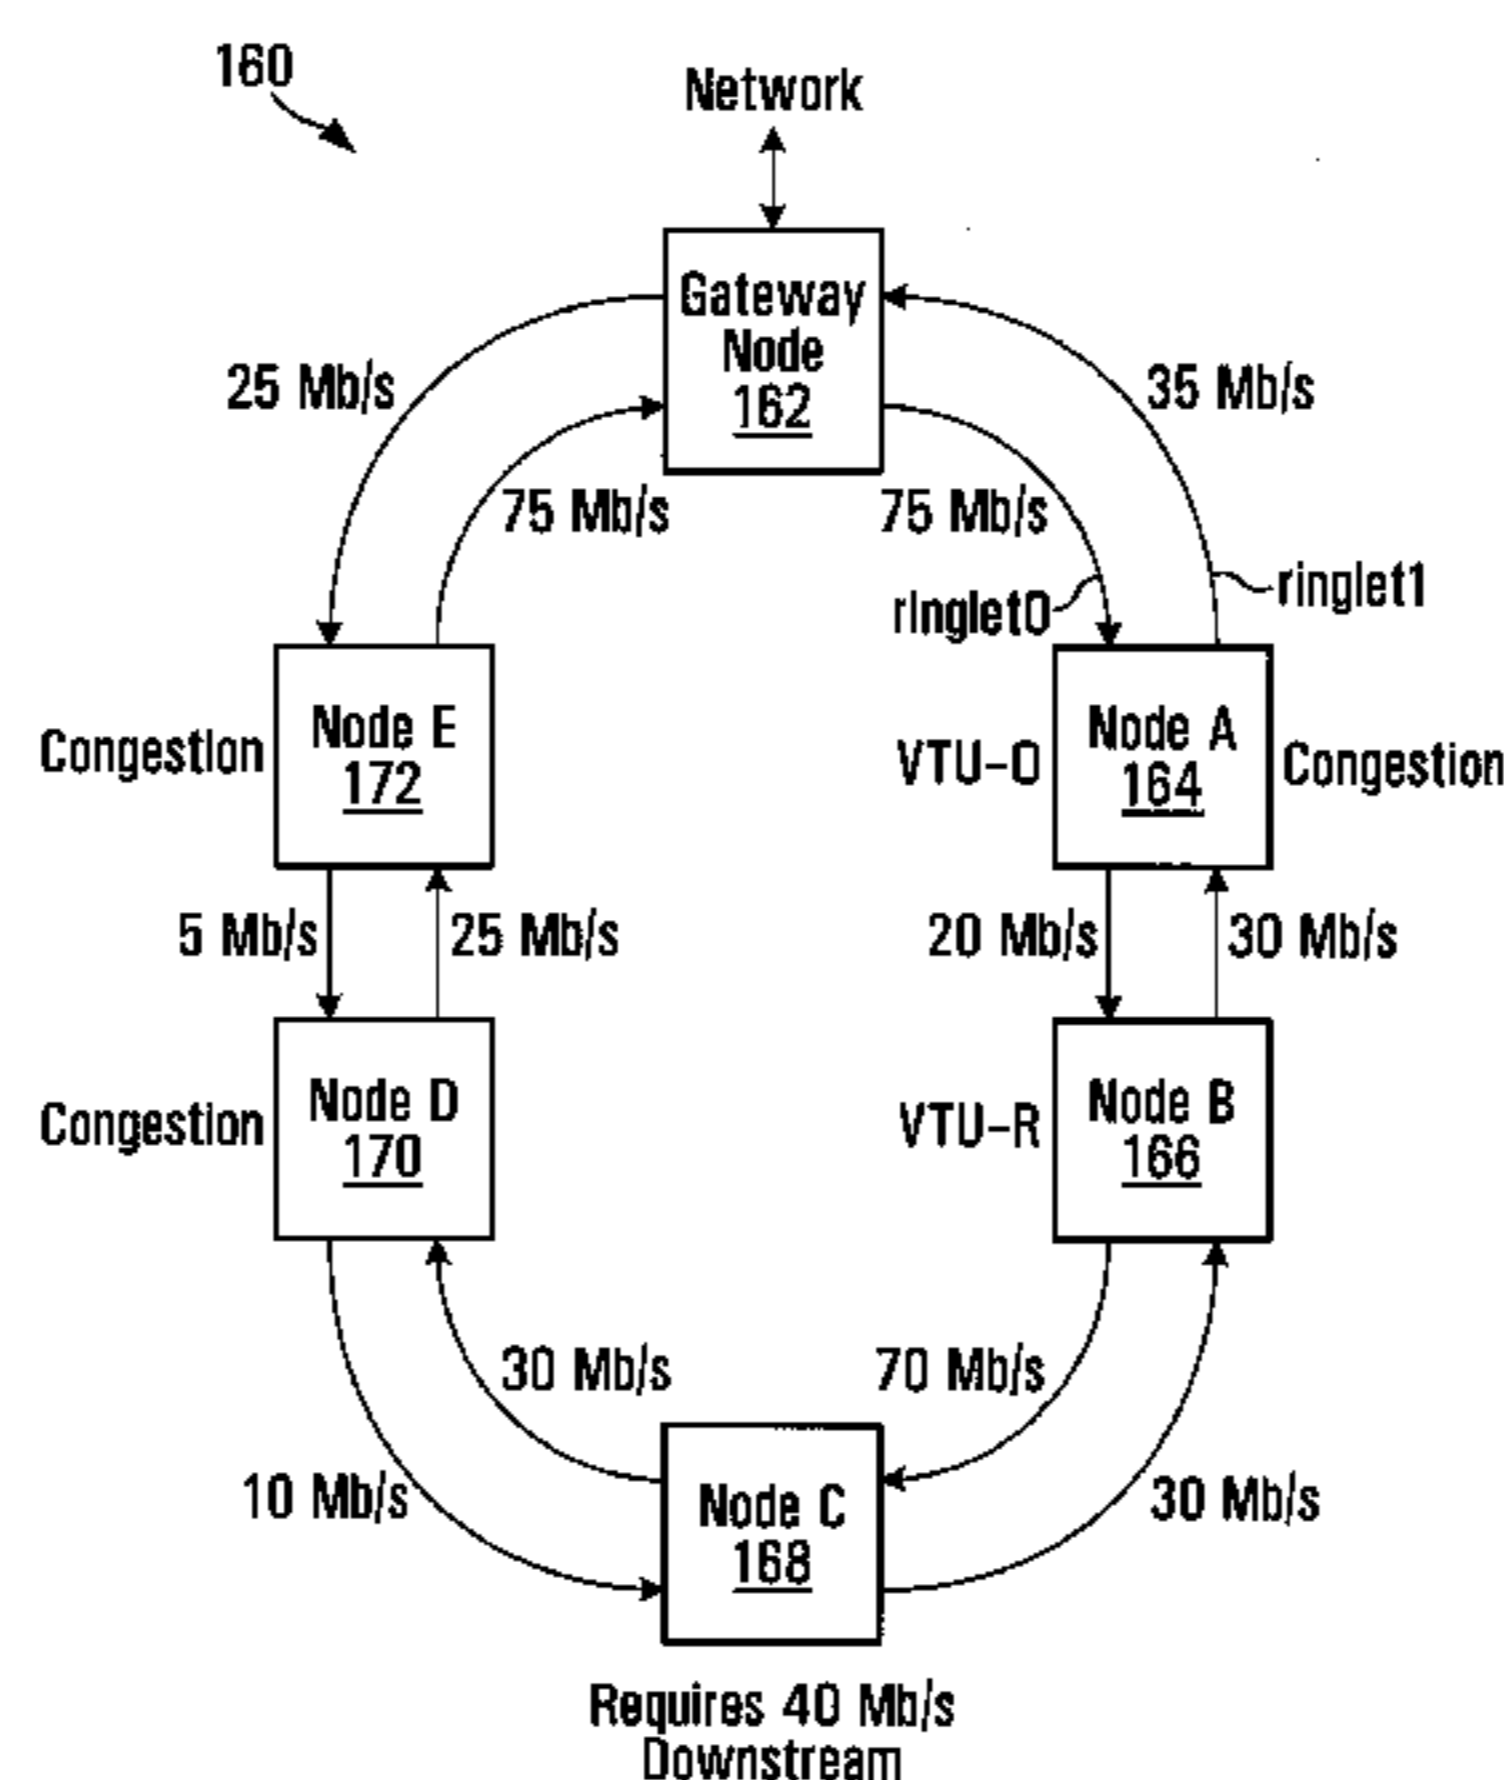 160
Network
Gateway
Node
162
25 Mb/s
35 Mb/s
75 Mb/s
75 Mb/s
ringlet0
ringlet1
Congestion
Node E
172
VTU-O
Node A
164
Congestion
5 Mb/s
25 Mb/s
20 Mb/s
30 Mb/s
Congestion
Node D
170
VTU-R
Node B
166
30 Mb/s
70 Mb/s
10 Mb/s
30 Mb/s
Node C
168
Requires 40 Mb/s
Downstream